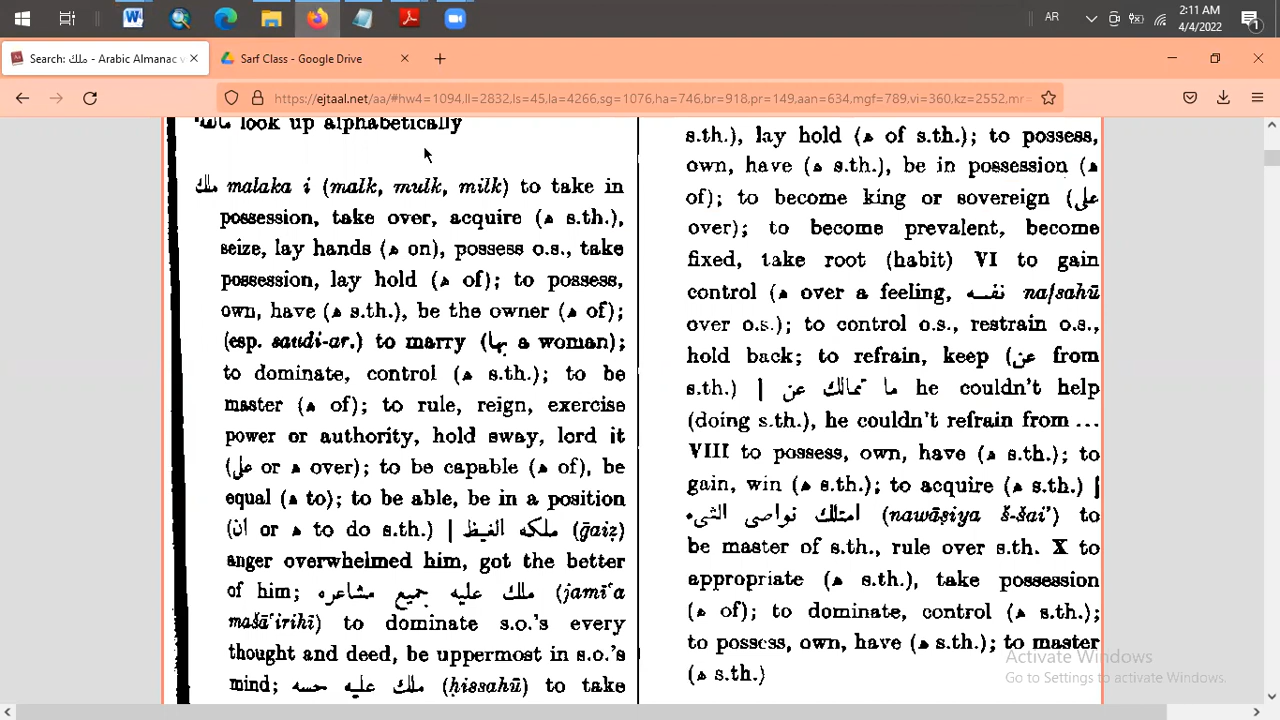 2:11 AM
AR
4/4/2022
Search: ملك - Arabic Almanac v
Sarf Class - Google Drive
https://ejtaal.net/aa/#hw4=1094,ll=2832,ls=45,la=4266,sg=1076,ha=746,br=918,pr=149,aan=634,mgf=789,vi=360,kz=2552,mr=
look up alphabetically
ملك malaka i (malk, mulk, milk) to take in
possession, take over, acquire (ه s.th.),
seize, lay hands (ه on), possess o.s., take
possession, lay hold (ه of); to possess,
own, have (ه s.th.), be the owner (ه of);
(esp. saudi-ar.) to marry (بها a woman);
to dominate, control (ه s.th.); to be
master (ه of); to rule, reign, exercise
power or authority, hold sway, lord it
(على or ه over); to be capable (ه of), be
equal (ه to); to be able, be in a position
(ان or ه to do s.th.) | ملكه الغيظ (ḡaiẓ)
anger overwhelmed him, got the better
of him; ملك عليه جميع مشاعره (jamīʿa
mašāʿirihī) to dominate s.o.'s every
thought and deed, be uppermost in s.o.'s
mind; ملك عليه حسه (ḥissahū) to take
s.th.), lay hold (ه of s.th.); to possess,
own, have (ه s.th.), be in possession (ه
of); to become king or sovereign (على
over); to become prevalent, become
fixed, take root (habit) VI to gain
control (ه over a feeling, نفسه nafsahū
over o.s.); to control o.s., restrain o.s.,
hold back; to refrain, keep (عن from
s.th.) | ما تمالك عن he couldn't help
(doing s.th.), he couldn't refrain from ...
VIII to possess, own, have (ه s.th.); to
gain, win (ه s.th.); to acquire (ه s.th.) |
امتلك نواصى الشىء (nawāṣiya š-šai') to
be master of s.th., rule over s.th. X to
appropriate (ه s.th.), take possession
(ه of); to dominate, control (ه s.th.);
to possess, own, have (ه s.th.); to master
(ه s.th.)
Activate Windows
Go to Settings to activate Windows.